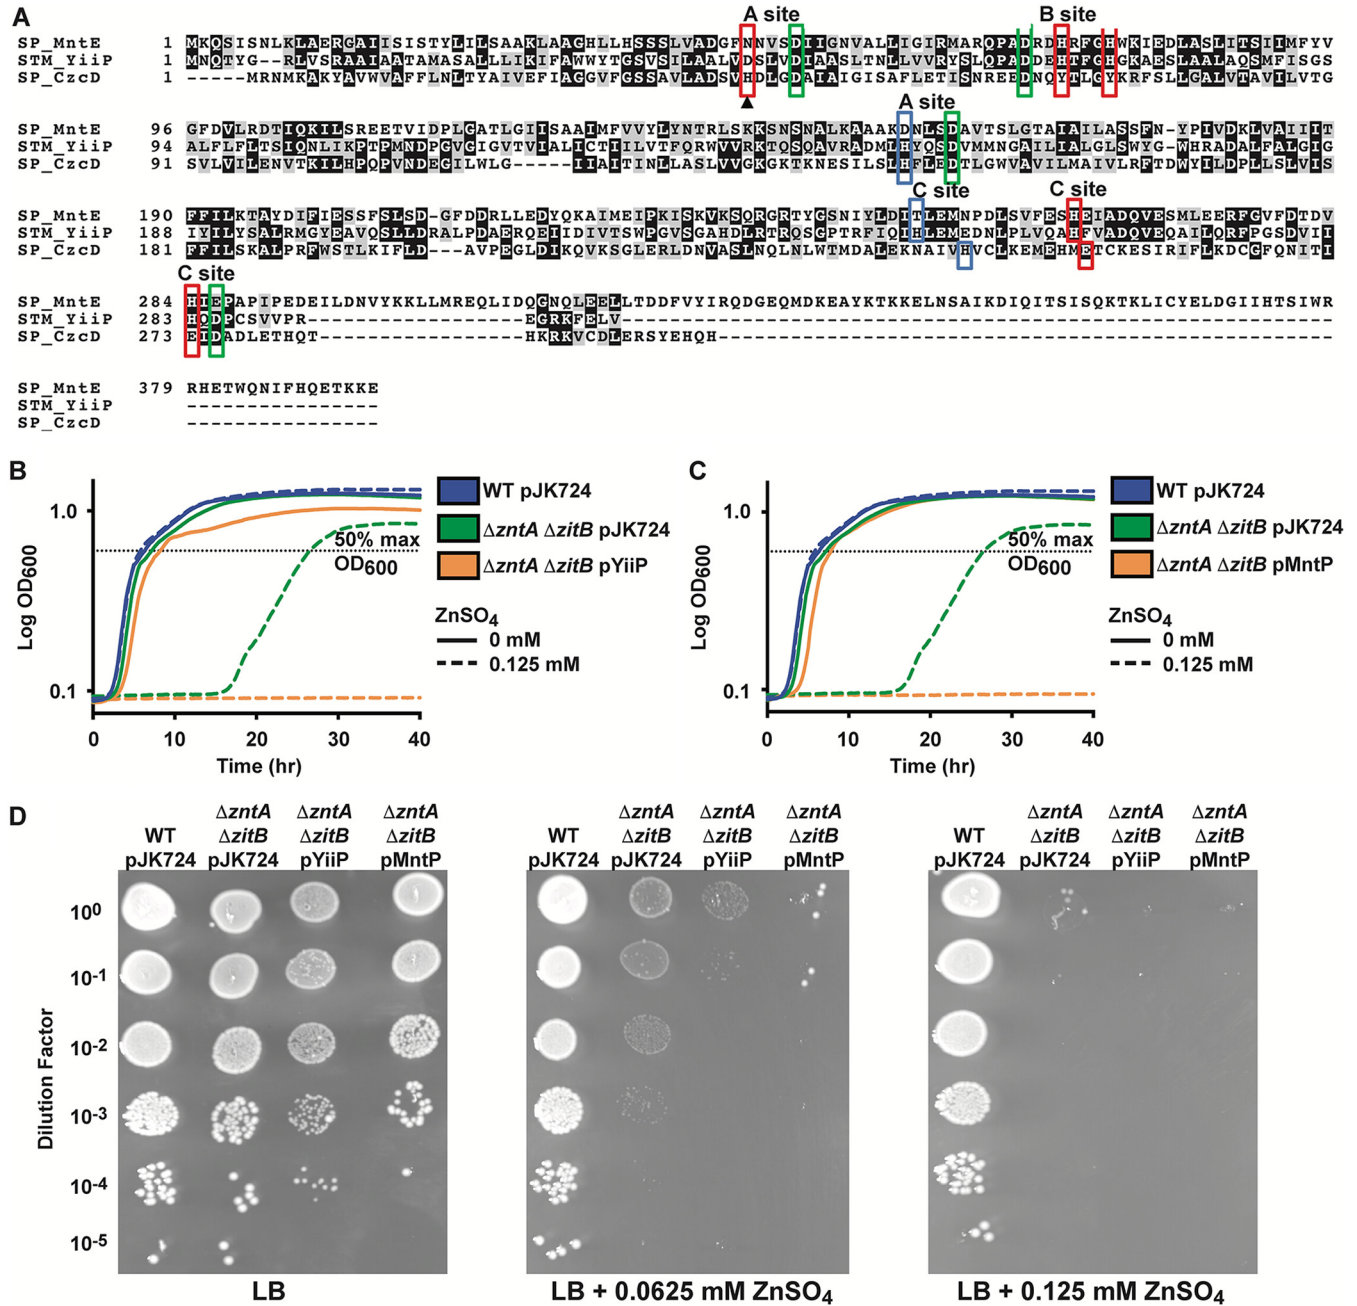 A
A site B site
SP_MntE 1 MKQSISNLKLAERGAIISISTYLILSAAKLAAGHLLHSSSLVADGFNNVSDIIGNVALLIGIRMARQPADRDHRFGHWKIEDLASLITSIIMFYV
STM_YiiP 1 MNQTYG--RLVSRAAIAATAMASALLLIKIFAWWYTGSVSILAALVDSLVDIAASLTNLLVVRYSLQPADDEHTFGHGKAESLAALAQSMFISGS
SP_CzcD 1 -----MRNMKAKYAVWVAFFLNLTYAIVEFIAGGVFGSSAVLADSVHDLGDAIAIGISAFLETISNREEDNQYTLGYKRFSLLGALVTAVILVTG
A site
SP_MntE 96 GFDVLRDTIQKILSREETVIDPLGATLGIISAAIMFVVYLYNTRLSKKSNSNALKAAAKDNLSDAVTSLGTAIAILASSFN-YPIVDKLVAIIIT
STM_YiiP 94 ALFLFLTSIQNLIKPTPMNDPGVGIGVTVIALICTIILVTFQRWVVRKTQSQAVRADMLHYQSDVMMNGAILIALGLSWYG-WHRADALFALGIG
SP_CzcD 91 SVLVILENVTKILHPQPVNDEGILWLG----IIAITINLLASLVVGKGKTKNESILSLHFLEDTLGWVAVILMAIVLRFTDWYILDPLLSLVIS
C site C site
SP_MntE 190 FFILKTAYDIFIESSFSLSD-GFDDRLLEDYQKAIMEIPKISKVKSQRGRTYGSNIYLDITLEMNPDLSVFESHEIADQVESMLEERFGVFDTDV
STM_YiiP 188 IYILYSALRMGYEAVQSLLDRALPDAERQEIIDIVTSWPGVSGAHDLRTRQSGPTRFIQIHLEMEDNLPLVQAHFVADQVEQAILQRFPGSDVII
SP_CzcD 181 FFILSKALPRFWSTLKIFLD---AVPEGLDIKQVKSGLERLDNVASLNQLNLWTMDALEKNAIVHVCLKEMEHMETCKESIRIFLKDCGFQNITI
C site
SP_MntE 284 HIEPAPIPEDEILDNVYKKLLMREQLIDQGNQLEELLTDDFVYIRQDGEQMDKEAYKTKKELNSAIKDIQITSISQKTKLICYELDGIIHTSIWR
STM_YiiP 283 HQDPCSVVPR------------------EGRKFELV-----------------------------------------------------------
SP_CzcD 273 EIDADLETHQT-----------------HKRKVCDLERSYEHQH---------------------------------------------------
SP_MntE 379 RHETWQNIFHQETKKE
STM_YiiP ----------------
SP_CzcD ----------------
B
Log OD600
1.0
0.1
50% max
OD600
0 10 20 30 40
Time (hr)
WT pJK724
ΔzntA ΔzitB pJK724
ΔzntA ΔzitB pYiiP
ZnSO4
0 mM
0.125 mM
C
Log OD600
1.0
0.1
50% max
OD600
0 10 20 30 40
Time (hr)
WT pJK724
ΔzntA ΔzitB pJK724
ΔzntA ΔzitB pMntP
ZnSO4
0 mM
0.125 mM
D
Dilution Factor
10^0
10^-1
10^-2
10^-3
10^-4
10^-5
WT pJK724
ΔzntA ΔzitB pJK724
ΔzntA ΔzitB pYiiP
ΔzntA ΔzitB pMntP
LB
WT pJK724
ΔzntA ΔzitB pJK724
ΔzntA ΔzitB pYiiP
ΔzntA ΔzitB pMntP
LB + 0.0625 mM ZnSO4
WT pJK724
ΔzntA ΔzitB pJK724
ΔzntA ΔzitB pYiiP
ΔzntA ΔzitB pMntP
LB + 0.125 mM ZnSO4